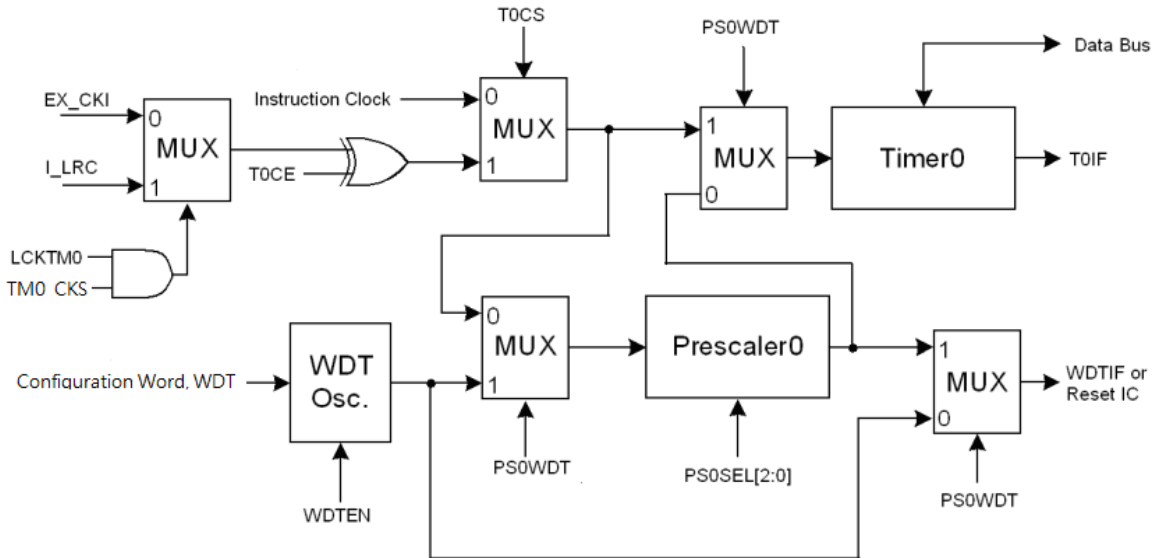 T0CS
PS0WDT
Data Bus
EX_CKI
0
MUX
I_LRC
1
Instruction Clock
0
MUX
1
T0CE
1
MUX
0
Timer0
T0IF
LCKTM0
TM0_CKS
0
MUX
1
Prescaler0
1
MUX
0
WDTIF or
Reset IC
Configuration Word, WDT
WDT
Osc.
PS0WDT
PS0SEL[2:0]
PS0WDT
WDTEN